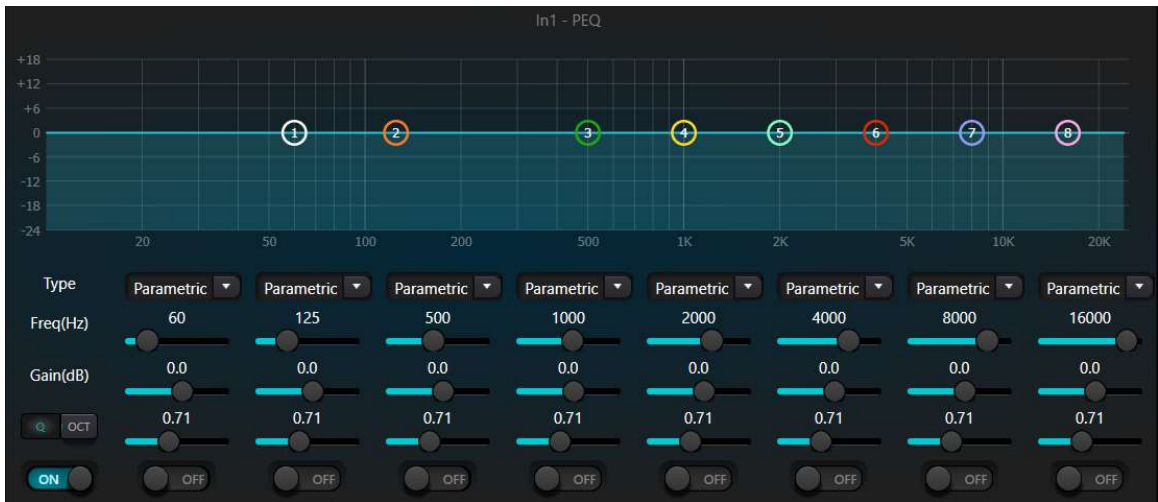 In1 - PEQ
+18
+12
+6
0
-6
-12
-18
-24
1 2 3 4 5 6 7 8
20 50 100 200 500 1K 2K 5K 10K 20K
Type Parametric Parametric Parametric Parametric Parametric Parametric Parametric Parametric
Freq(Hz) 60 125 500 1000 2000 4000 8000 16000
Gain(dB) 0.0 0.0 0.0 0.0 0.0 0.0 0.0 0.0
Q OCT 0.71 0.71 0.71 0.71 0.71 0.71 0.71 0.71
ON OFF OFF OFF OFF OFF OFF OFF OFF